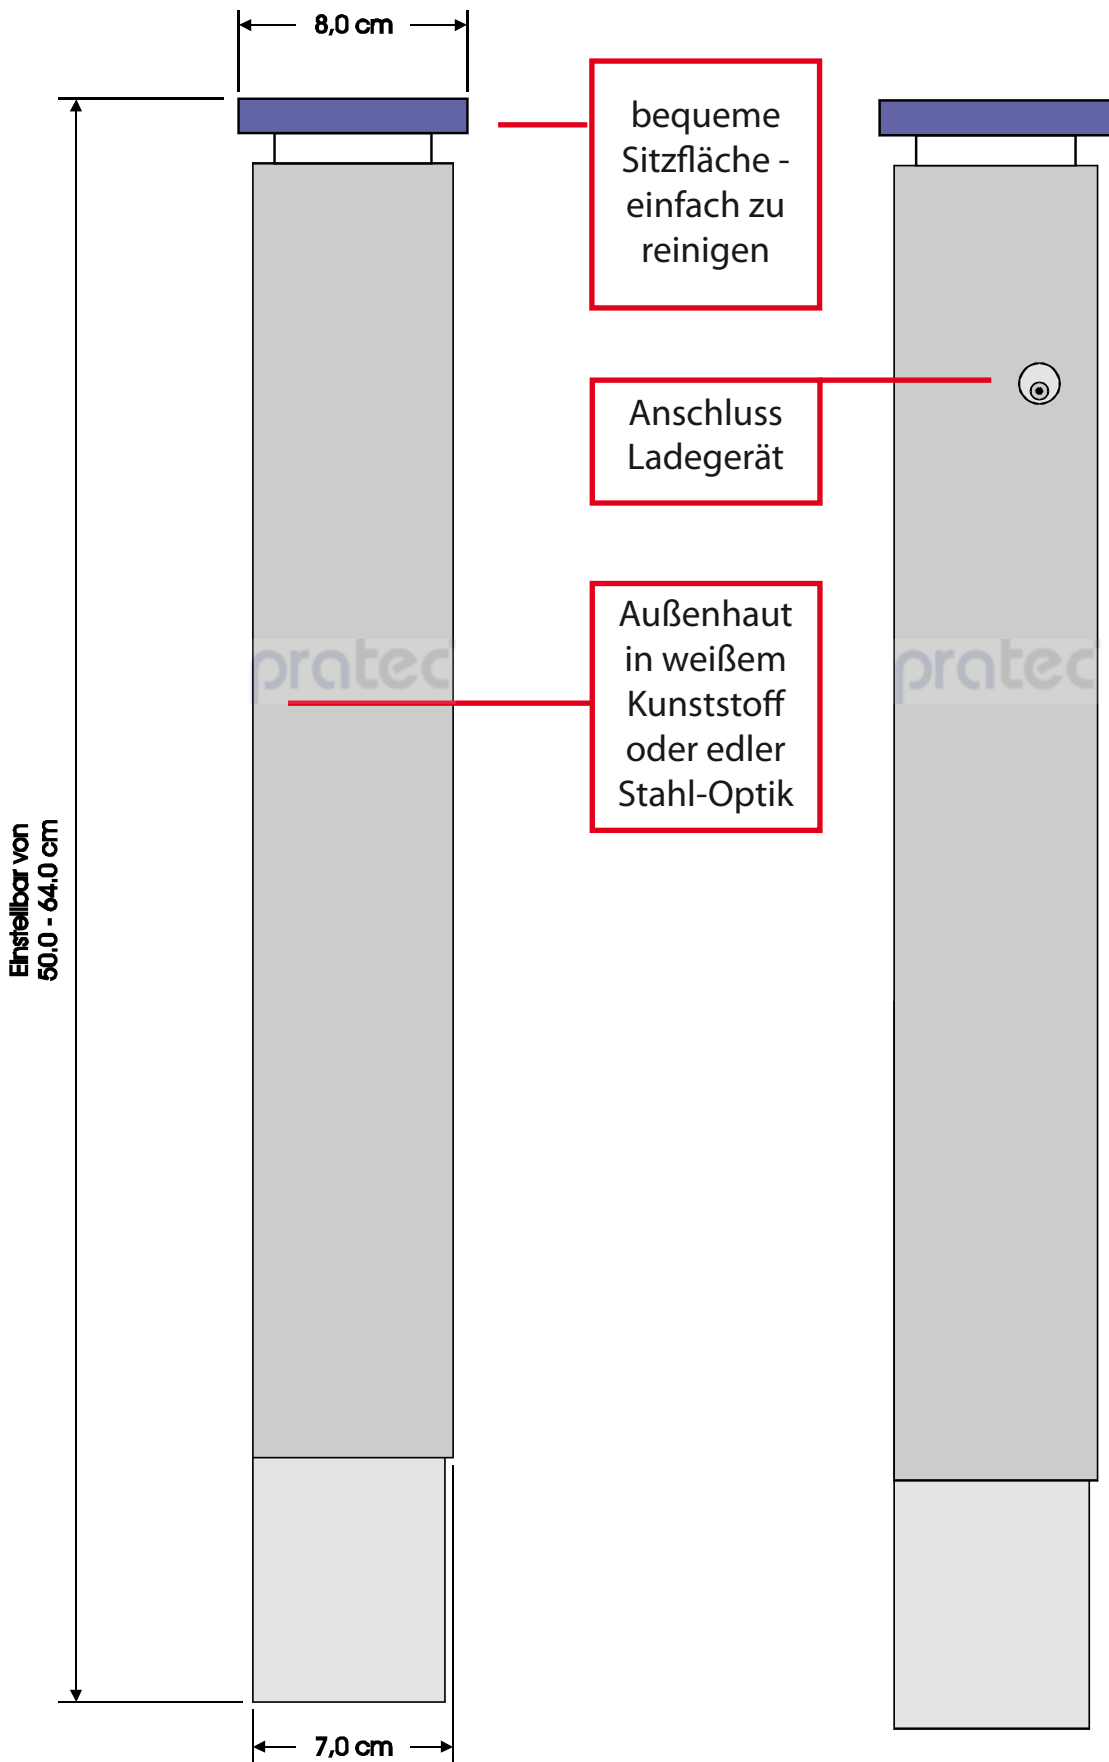 8,0 cm
bequeme
Sitzfläche -
einfach zu
reinigen
Anschluss
Ladegerät
Außenhaut
in weißem
Kunststoff
oder edler
Stahl-Optik
pratec
pratec
Einstellbar von
50.0 - 64.0 cm
7,0 cm